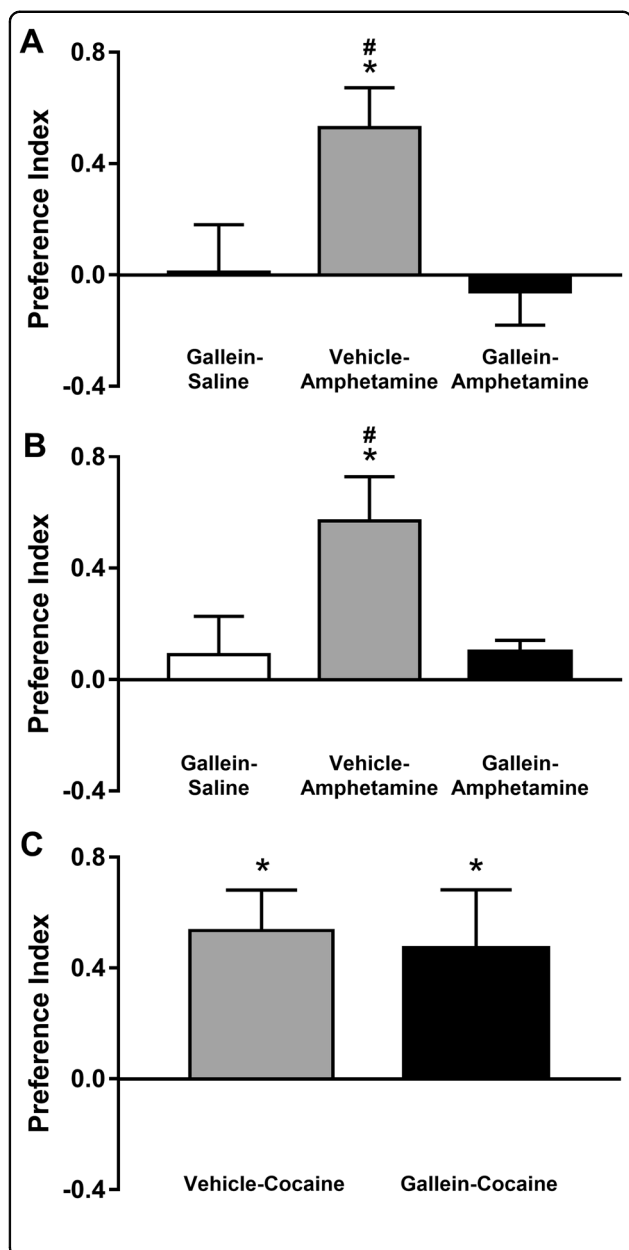 A
Preference Index
0.8
0.4
0.0
-0.4
#
*
Gallein-
Saline
Vehicle-
Amphetamine
Gallein-
Amphetamine
B
Preference Index
0.8
0.4
0.0
-0.4
#
*
Gallein-
Saline
Vehicle-
Amphetamine
Gallein-
Amphetamine
C
Preference Index
0.8
0.4
0.0
-0.4
*
*
Vehicle-Cocaine
Gallein-Cocaine